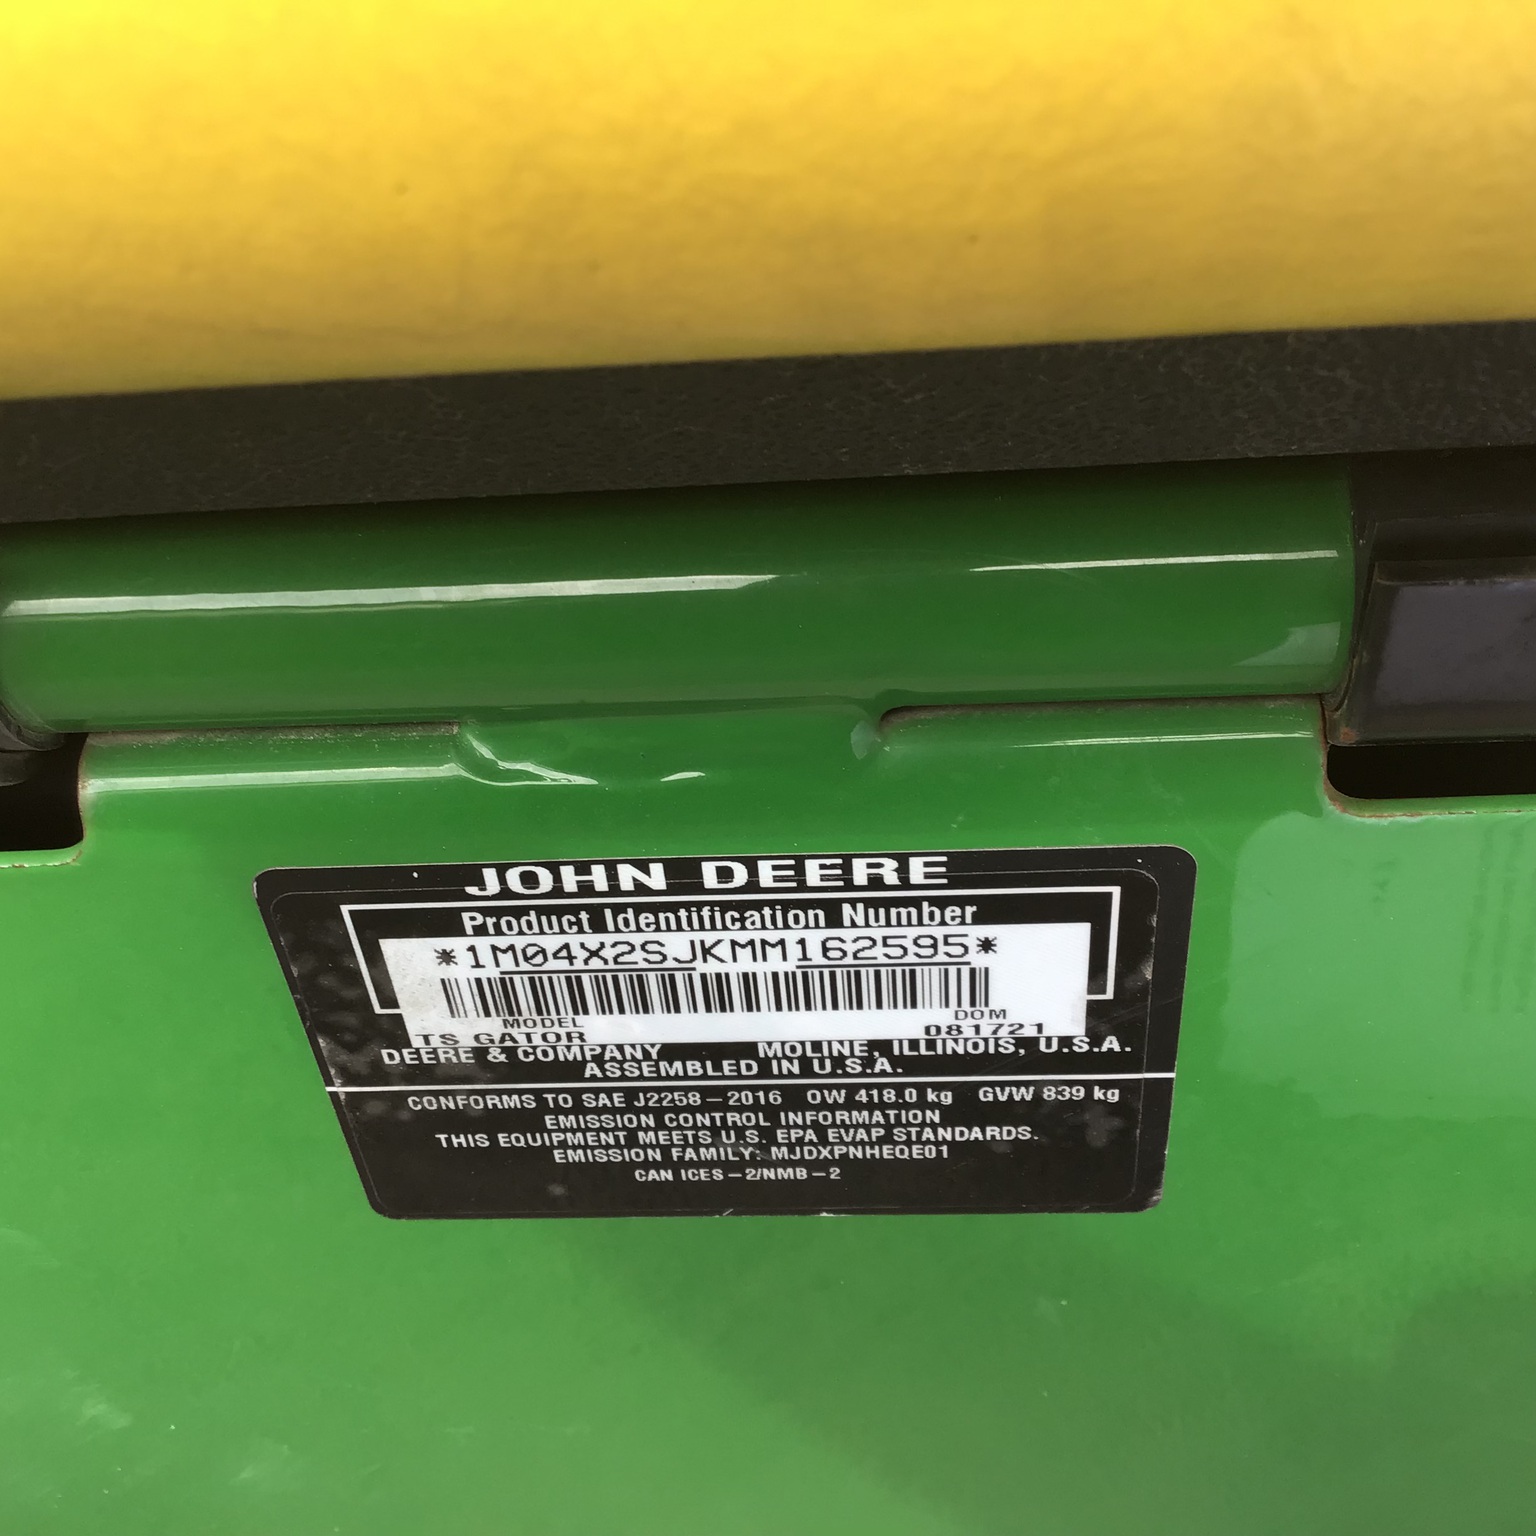 JOHN DEERE
Product Identification Number
*1M04X2SJKMM162595*
MODEL DOM
TS GATOR 081721
DEERE & COMPANY MOLINE, ILLINOIS, U.S.A.
ASSEMBLED IN U.S.A.
CONFORMS TO SAE J2258-2016 OW 418.0 kg GVW 839 kg
EMISSION CONTROL INFORMATION
THIS EQUIPMENT MEETS U.S. EPA EVAP STANDARDS.
EMISSION FAMILY: MJDXPNHEQE01
CAN ICES-2/NMB-2